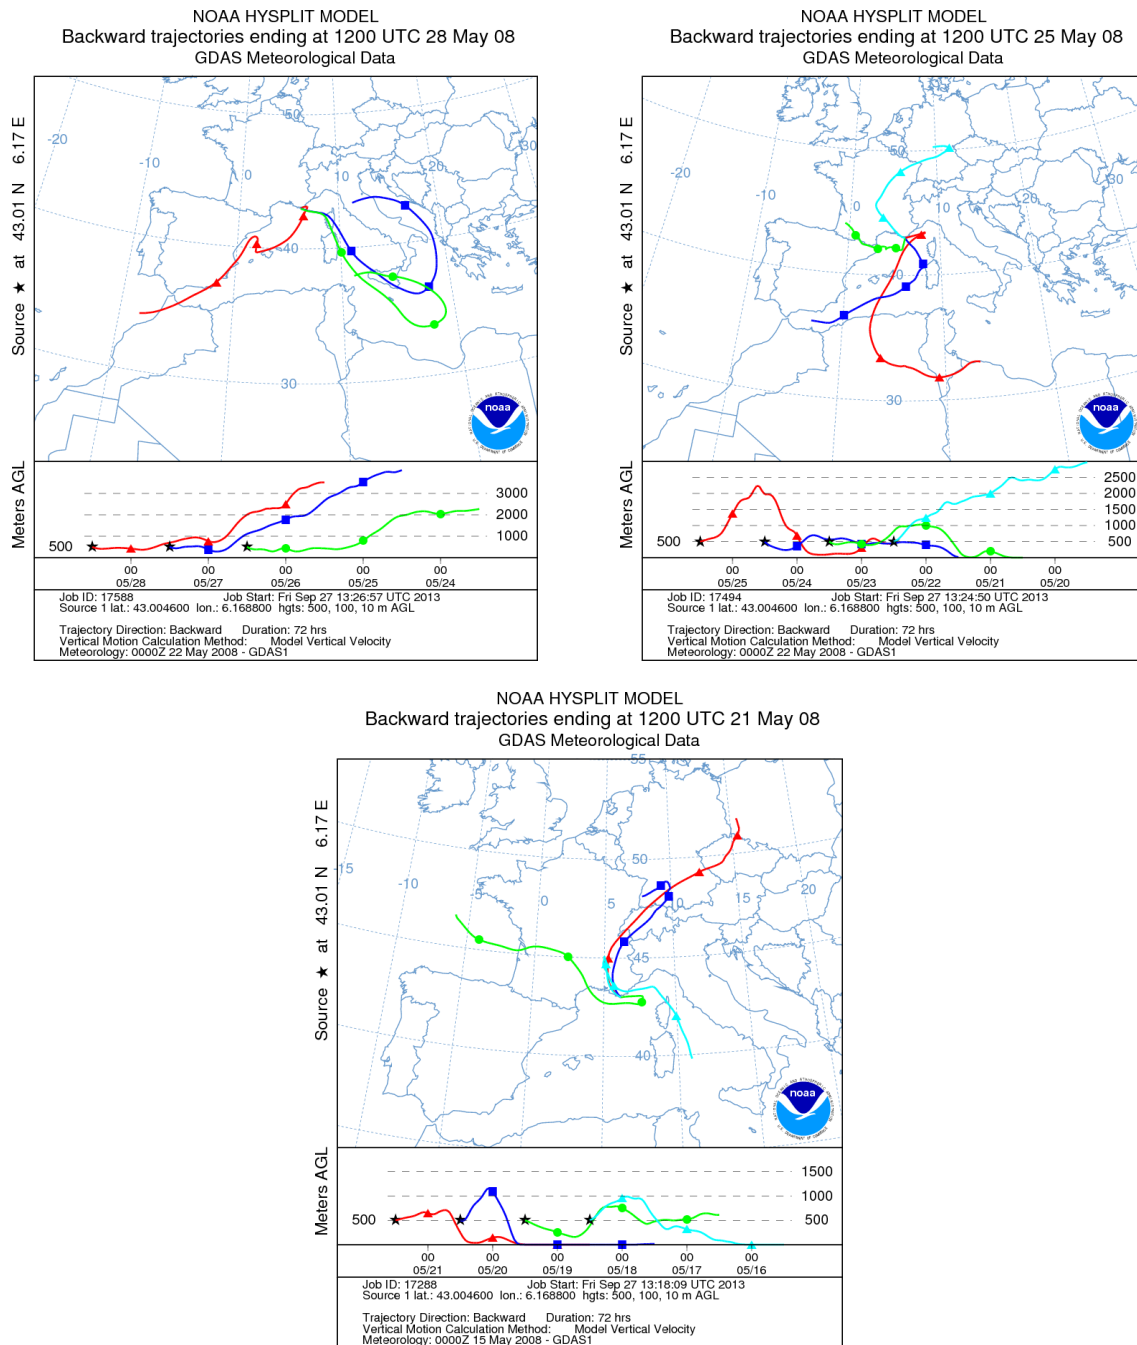 NOAA HYSPLIT MODEL
Backward trajectories ending at 1200 UTC 28 May 08
GDAS Meteorological Data
Source ★ at 43.01 N 6.17 E
-20
-10
0
10
20
30
50
40
30
noaa
Meters AGL
500
3000
2000
1000
00 00 00 00 00
05/28 05/27 05/26 05/25 05/24
Job ID: 17588 Job Start: Fri Sep 27 13:26:57 UTC 2013
Source 1 lat.: 43.004600 lon.: 6.168800 hgts: 500, 100, 10 m AGL
Trajectory Direction: Backward Duration: 72 hrs
Vertical Motion Calculation Method: Model Vertical Velocity
Meteorology: 0000Z 22 May 2008 - GDAS1
NOAA HYSPLIT MODEL
Backward trajectories ending at 1200 UTC 25 May 08
GDAS Meteorological Data
Source ★ at 43.01 N 6.17 E
-20
-10
0
10
20
30
50
40
30
noaa
Meters AGL
500
2500
2000
1500
1000
500
00 00 00 00 00 00
05/25 05/24 05/23 05/22 05/21 05/20
Job ID: 17494 Job Start: Fri Sep 27 13:24:50 UTC 2013
Source 1 lat.: 43.004600 lon.: 6.168800 hgts: 500, 100, 10 m AGL
Trajectory Direction: Backward Duration: 72 hrs
Vertical Motion Calculation Method: Model Vertical Velocity
Meteorology: 0000Z 22 May 2008 - GDAS1
NOAA HYSPLIT MODEL
Backward trajectories ending at 1200 UTC 21 May 08
GDAS Meteorological Data
Source ★ at 43.01 N 6.17 E
55
15
-10
-5
0
5
15
20
50
45
40
noaa
Meters AGL
500
1500
1000
500
00 00 00 00 00 00
05/21 05/20 05/19 05/18 05/17 05/16
Job ID: 17288 Job Start: Fri Sep 27 13:18:09 UTC 2013
Source 1 lat.: 43.004600 lon.: 6.168800 hgts: 500, 100, 10 m AGL
Trajectory Direction: Backward Duration: 72 hrs
Vertical Motion Calculation Method: Model Vertical Velocity
Meteorology: 0000Z 15 May 2008 - GDAS1